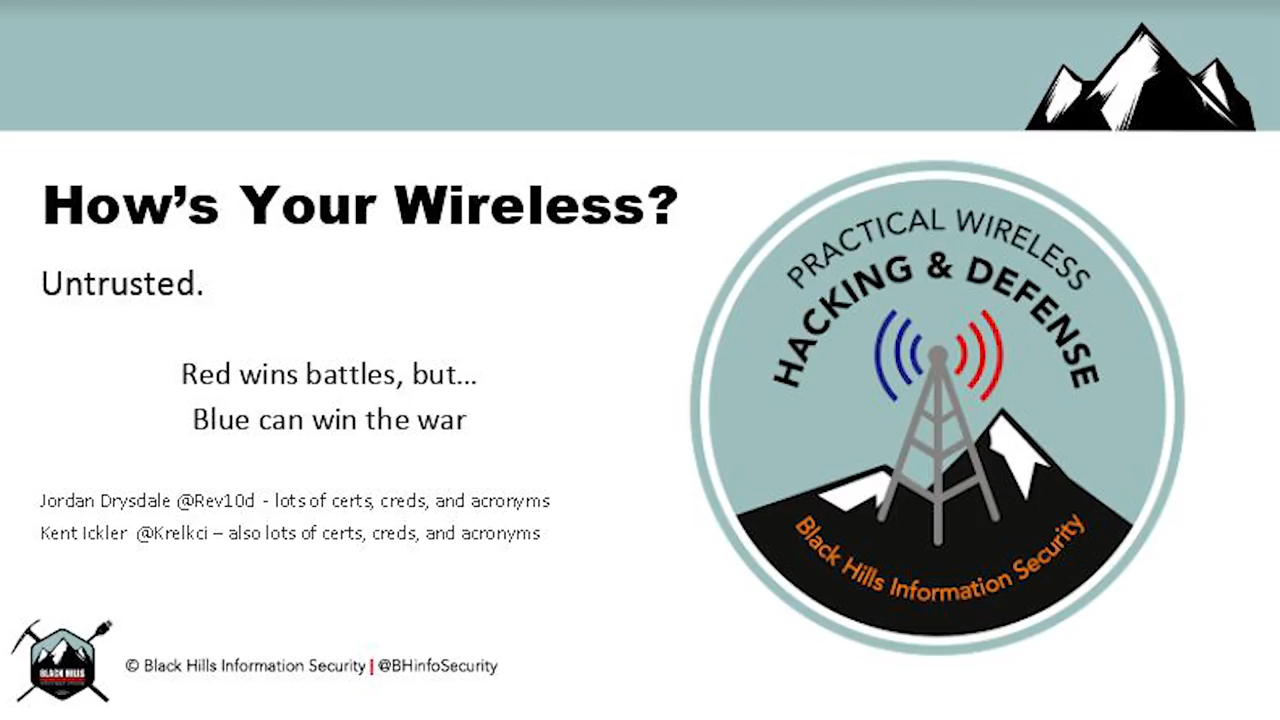 How's Your Wireless?
Untrusted.
Red wins battles, but...
Blue can win the war
Jordan Drysdale @Rev10d - lots of certs, creds, and acronyms
Kent Ickler @Krelkci – also lots of certs, creds, and acronyms
PRACTICAL WIRELESS
HACKING & DEFENSE
Black Hills Information Security
BLACK HILLS
© Black Hills Information Security | @BHinfoSecurity